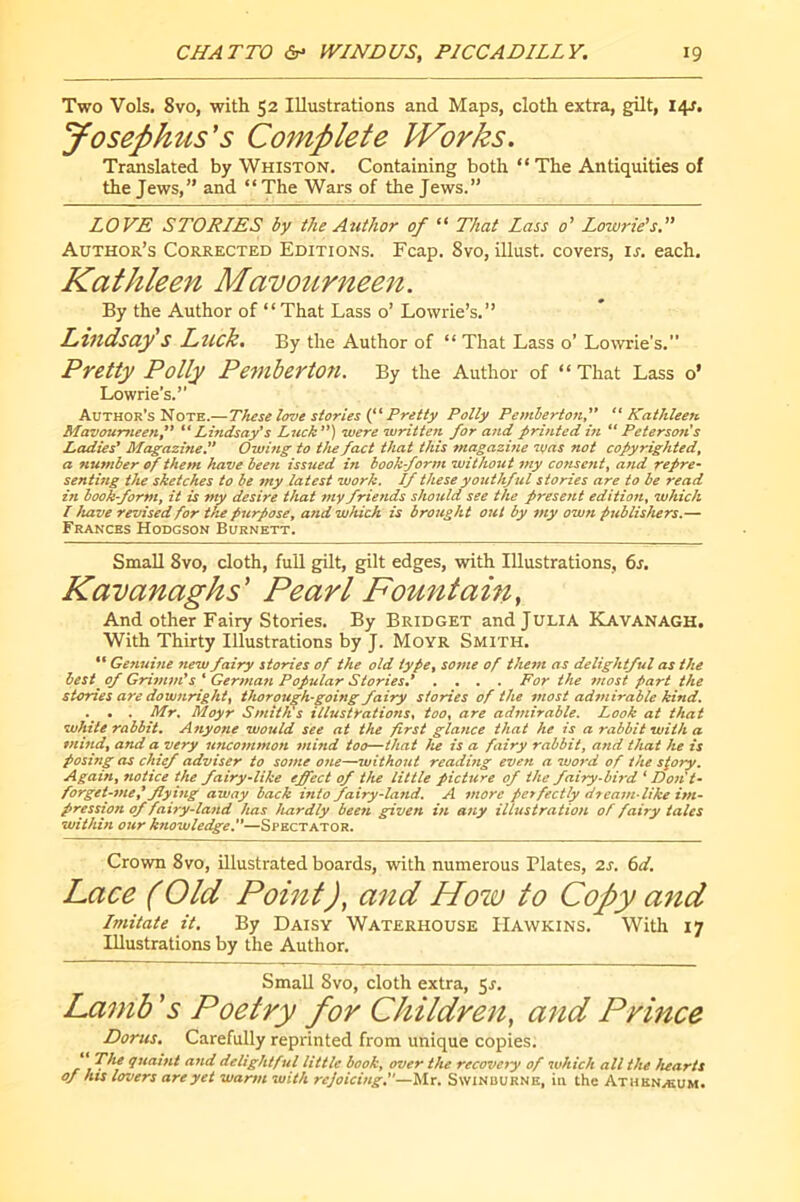 CHATTO & WINDUS, PICCADILLY. 19
Two Vols. 8vo, with 52 Illustrations and Maps, cloth extra, gilt, 14s.
Josephus's Complete Works.
Translated by WHISTON. Containing both “The Antiquities of
the Jews,” and “The Wars of the Jews.”
LOVE STORIES by the Author of “That Lass o' Lowrie's.”
AUTHOR'S CORRECTED EDITIONS. Fcap. 8vo, illust. covers, 1s. each.
Kathleen Mavourneen.
By the Author of “That Lass o' Lowrie's.”
Lindsay's Luck. By the Author of “That Lass o' Lowrie's.”
Pretty Polly Pemberton. By the Author of “That Lass o'
Lowrie's.”
AUTHOR'S NOTE.—These love stories (“Pretty Polly Pemberton,” “Kathleen
Mavourneen,” “Lindsay's Luck”) were written for and printed in “Peterson's
Ladies' Magazine.” Owing to the fact that this magazine was not copyrighted,
a number of them have been issued in book-form without my consent, and repre-
senting the sketches to be my latest work. If these youthful stories are to be read
in book-form, it is my desire that my friends should see the present edition, which
I have revised for the purpose, and which is brought out by my own publishers.—
FRANCES HODGSON BURNETT.
Small 8vo, cloth, full gilt, gilt edges, with Illustrations, 6s.
Kavanaghs' Pearl Fountain,
And other Fairy Stories. By BRIDGET and JULIA KAVANAGH.
With Thirty Illustrations by J. MOYR SMITH.
“Genuine new fairy stories of the old type, some of them as delightful as the
best of Grimm's ‘German Popular Stories.’ . . . . For the most part the
stories are downright, thorough-going fairy stories of the most admirable kind.
. . . Mr. Moyr Smith's illustrations, too, are admirable. Look at that
white rabbit. Anyone would see at the first glance that he is a rabbit with a
mind, and a very uncommon mind too—that he is a fairy rabbit, and that he is
posing as chief adviser to some one—without reading even a word of the story.
Again, notice the fairy-like effect of the little picture of the fairy-bird ‘Don't-
forget-me,’ flying away back into fairy-land. A more perfectly dream-like im-
pression of fairy-land has hardly been given in any illustration of fairy tales
within our knowledge.”—SPECTATOR.
Crown 8vo, illustrated boards, with numerous Plates, 2s. 6d.
Lace (Old Point), and How to Copy and
Imitate it. By DAISY WATERHOUSE HAWKINS. With 17
Illustrations by the Author.
Small 8vo, cloth extra, 5s.
Lamb's Poetry for Children, and Prince
Dorus. Carefully reprinted from unique copies.
“The quaint and delightful little book, over the recovery of which all the hearts
of his lovers are yet warm with rejoicing.”—Mr. SWINBURNE, in the ATHENÆUM.